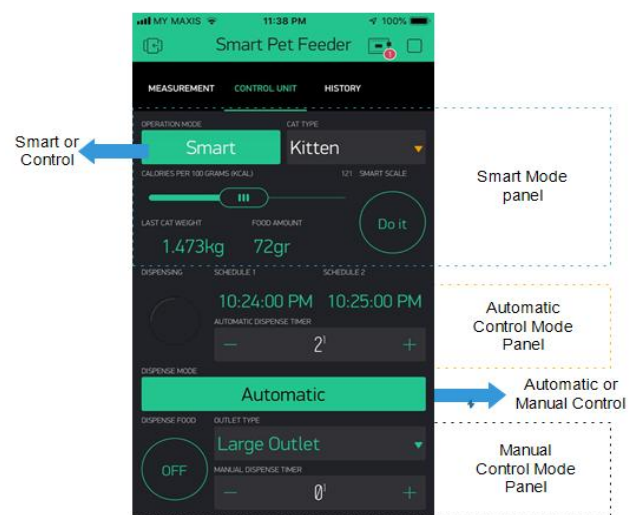 MY MAXIS 11:38 PM 100%
Smart Pet Feeder
1
MEASUREMENT CONTROL UNIT HISTORY
OPERATION MODE CAT TYPE
Smart Kitten
CALORIES PER 100 GRAMS (KCAL) 121 SMART SCALE
Do it
LAST CAT WEIGHT FOOD AMOUNT
1.473kg 72gr
DISPENSING SCHEDULE 1 SCHEDULE 2
10:24:00 PM 10:25:00 PM
AUTOMATIC DISPENSE TIMER
− 2¹ +
DISPENSE MODE
Automatic
DISPENSE FOOD OUTLET TYPE
Large Outlet
OFF
MANUAL DISPENSE TIMER
− 0¹ +
Smart or
Control
Smart Mode
panel
Automatic
Control Mode
Panel
Automatic or
Manual Control
Manual
Control Mode
Panel